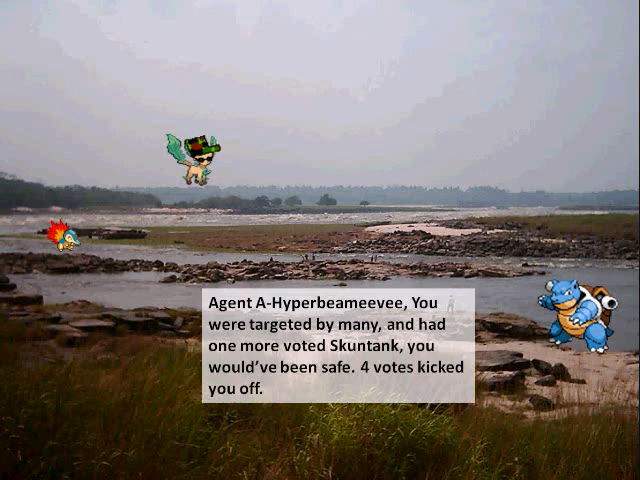 Agent A-Hyperbeameevee, You
were targeted by many, and had
one more voted Skuntank, you
would've been safe. 4 votes kicked
you off.